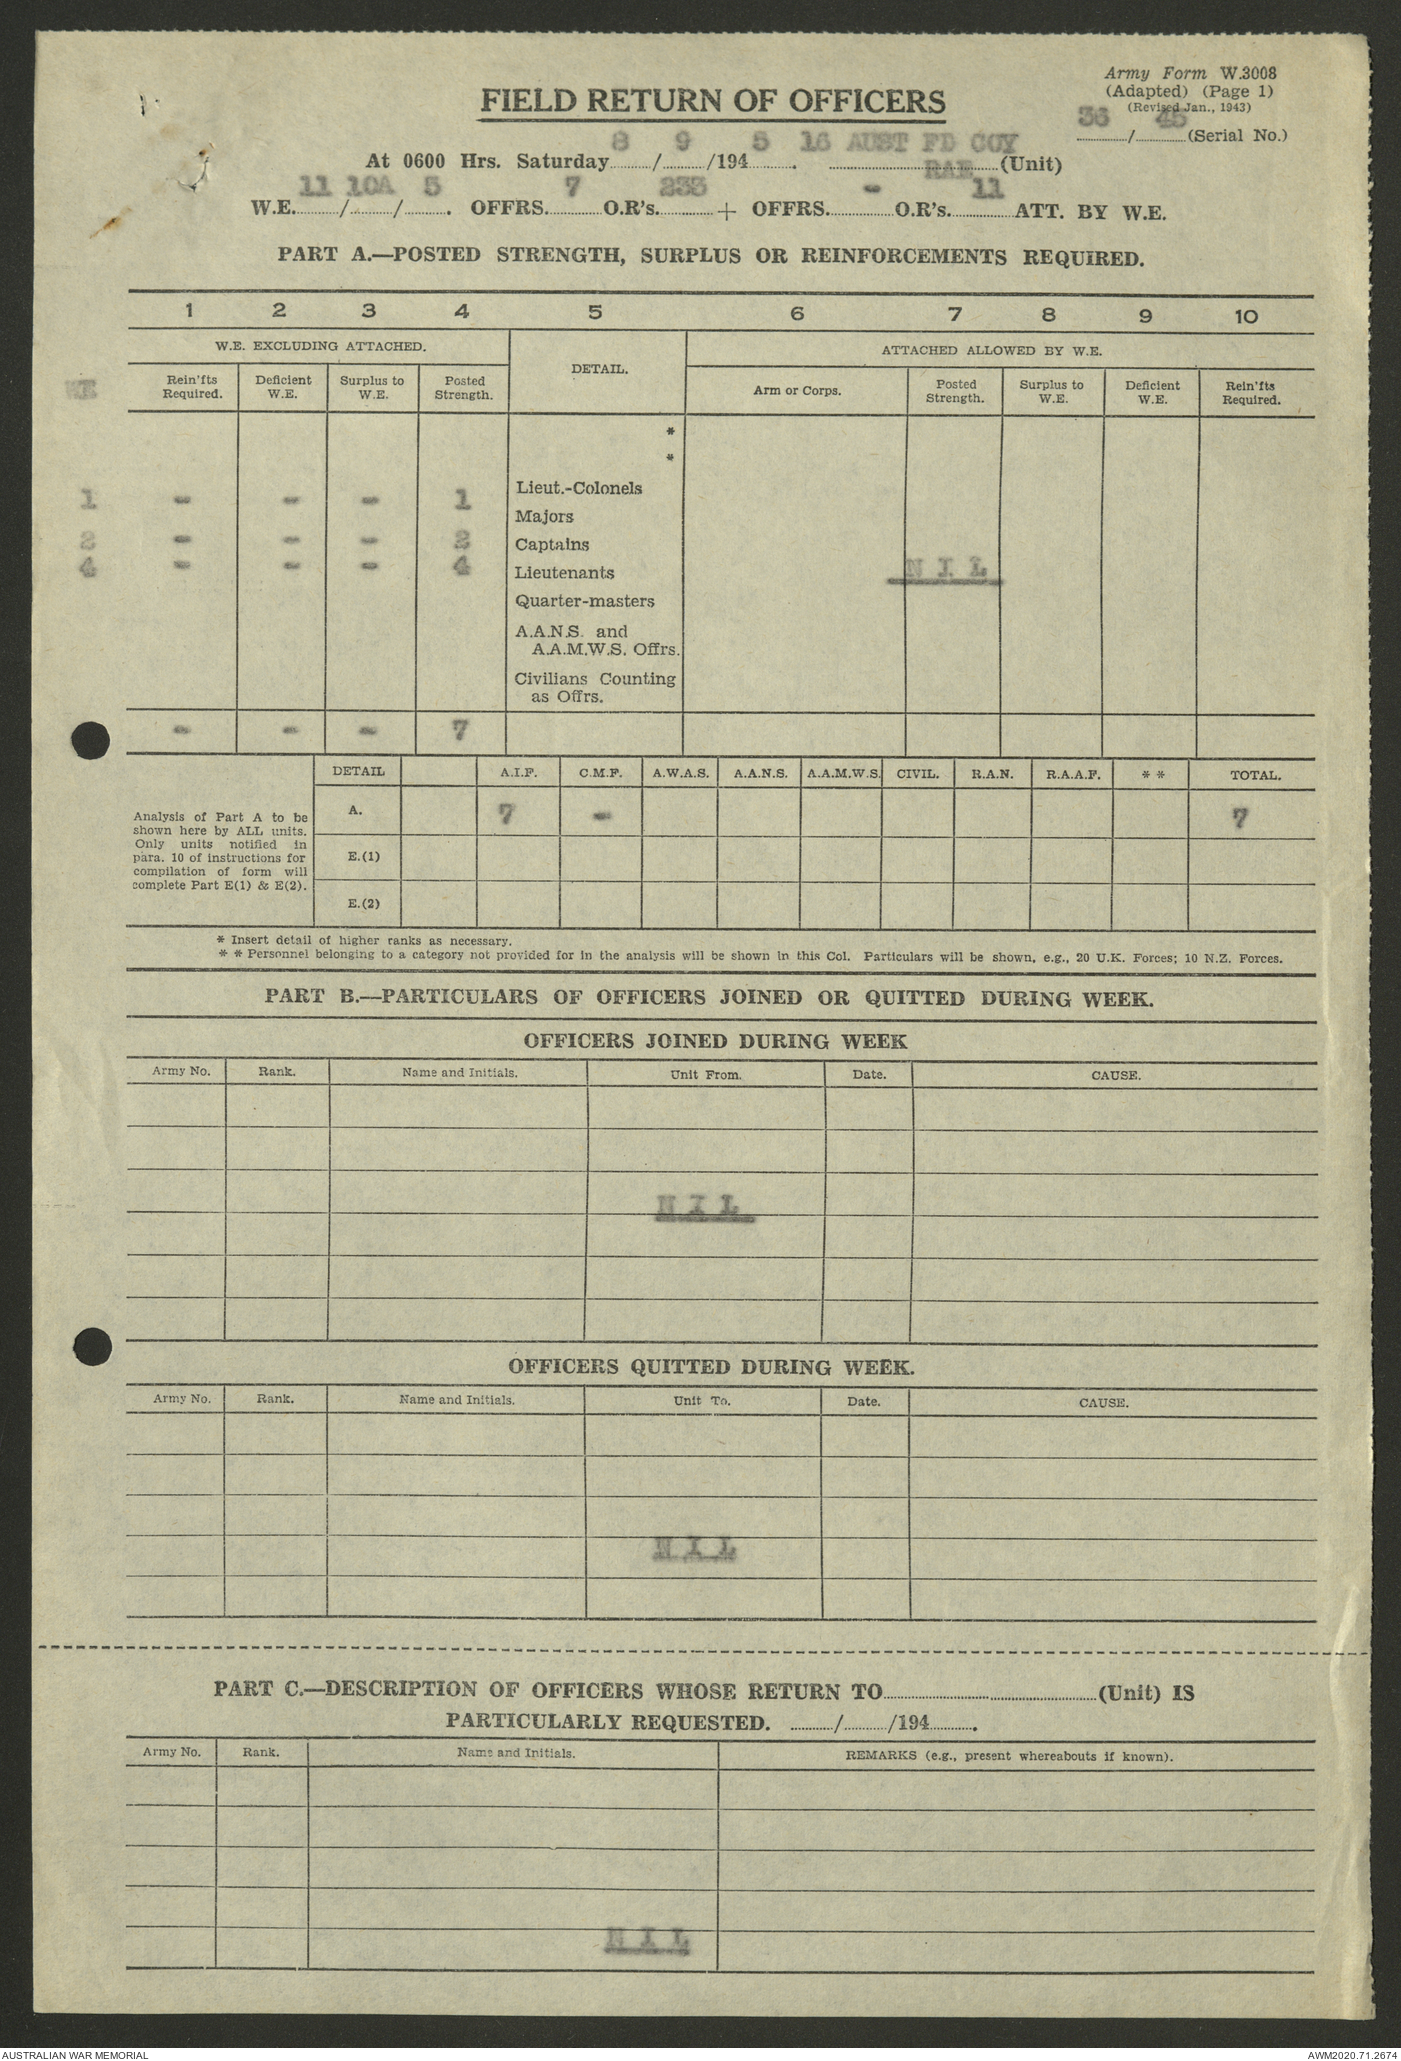 Army Form W.3008
(Adapted) (Page 1)
(Revised Jan., 1943)
36 / 45 (Serial No.)
FIELD RETURN OF OFFICERS
At 0600 Hrs. Saturday 8 / 9 /194 5 . 16 AUST FD COY RAE (Unit)
W.E. 11 / 10A / 5 . OFFRS. 7 O.R's. 233 + OFFRS. - O.R's. 11 ATT. BY W.E.
PART A.—POSTED STRENGTH, SURPLUS OR REINFORCEMENTS REQUIRED.
1 2 3 4 5 6 7 8 9 10
W.E. EXCLUDING ATTACHED. DETAIL. ATTACHED ALLOWED BY W.E.
WE Rein'fts Required. Deficient W.E. Surplus to W.E. Posted Strength. Arm or Corps. Posted Strength. Surplus to W.E. Deficient W.E. Rein'fts Required.
*
*
Lieut.-Colonels
1 - - - 1 Majors
2 - - - 2 Captains
4 - - - 4 Lieutenants NIL
Quarter-masters
A.A.N.S. and
A.A.M.W.S. Offrs.
Civilians Counting
as Offrs.
- - - 7
DETAIL A.I.F. C.M.F. A.W.A.S. A.A.N.S. A.A.M.W.S. CIVIL. R.A.N. R.A.A.F. * * TOTAL.
Analysis of Part A to be
shown here by ALL units.
Only units notified in
para. 10 of instructions for
compilation of form will
complete Part E(1) & E(2).
A. 7 - 7
E.(1)
E.(2)
* Insert detail of higher ranks as necessary.
* * Personnel belonging to a category not provided for in the analysis will be shown in this Col. Particulars will be shown, e.g., 20 U.K. Forces; 10 N.Z. Forces.
PART B.—PARTICULARS OF OFFICERS JOINED OR QUITTED DURING WEEK.
OFFICERS JOINED DURING WEEK
Army No. Rank. Name and Initials. Unit From. Date. CAUSE.
NIL
OFFICERS QUITTED DURING WEEK.
Army No. Rank. Name and Initials. Unit To. Date. CAUSE.
NIL
PART C.—DESCRIPTION OF OFFICERS WHOSE RETURN TO (Unit) IS
PARTICULARLY REQUESTED. / /194 .
Army No. Rank. Name and Initials. REMARKS (e.g., present whereabouts if known).
NIL
AUSTRALIAN WAR MEMORIAL AWM2020.71.2674